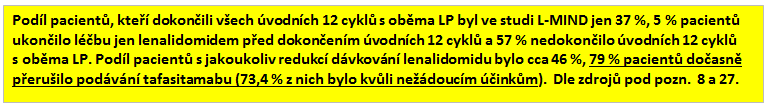 Podíl pacientů, kteří dokončili všech úvodních 12 cyklů s oběma LP byl ve studi L-MIND jen 37 %, 5 % pacientů
ukončilo léčbu jen lenalidomidem před dokončením úvodních 12 cyklů a 57 % nedokončilo úvodních 12 cyklů
s oběma LP. Podíl pacientů s jakoukoliv redukcí dávkování lenalidomidu bylo cca 46 %, 79 % pacientů dočasně
přerušilo podávání tafasitamabu (73,4 % z nich bylo kvůli nežádoucím účinkům). Dle zdrojů pod pozn. 8 a 27.